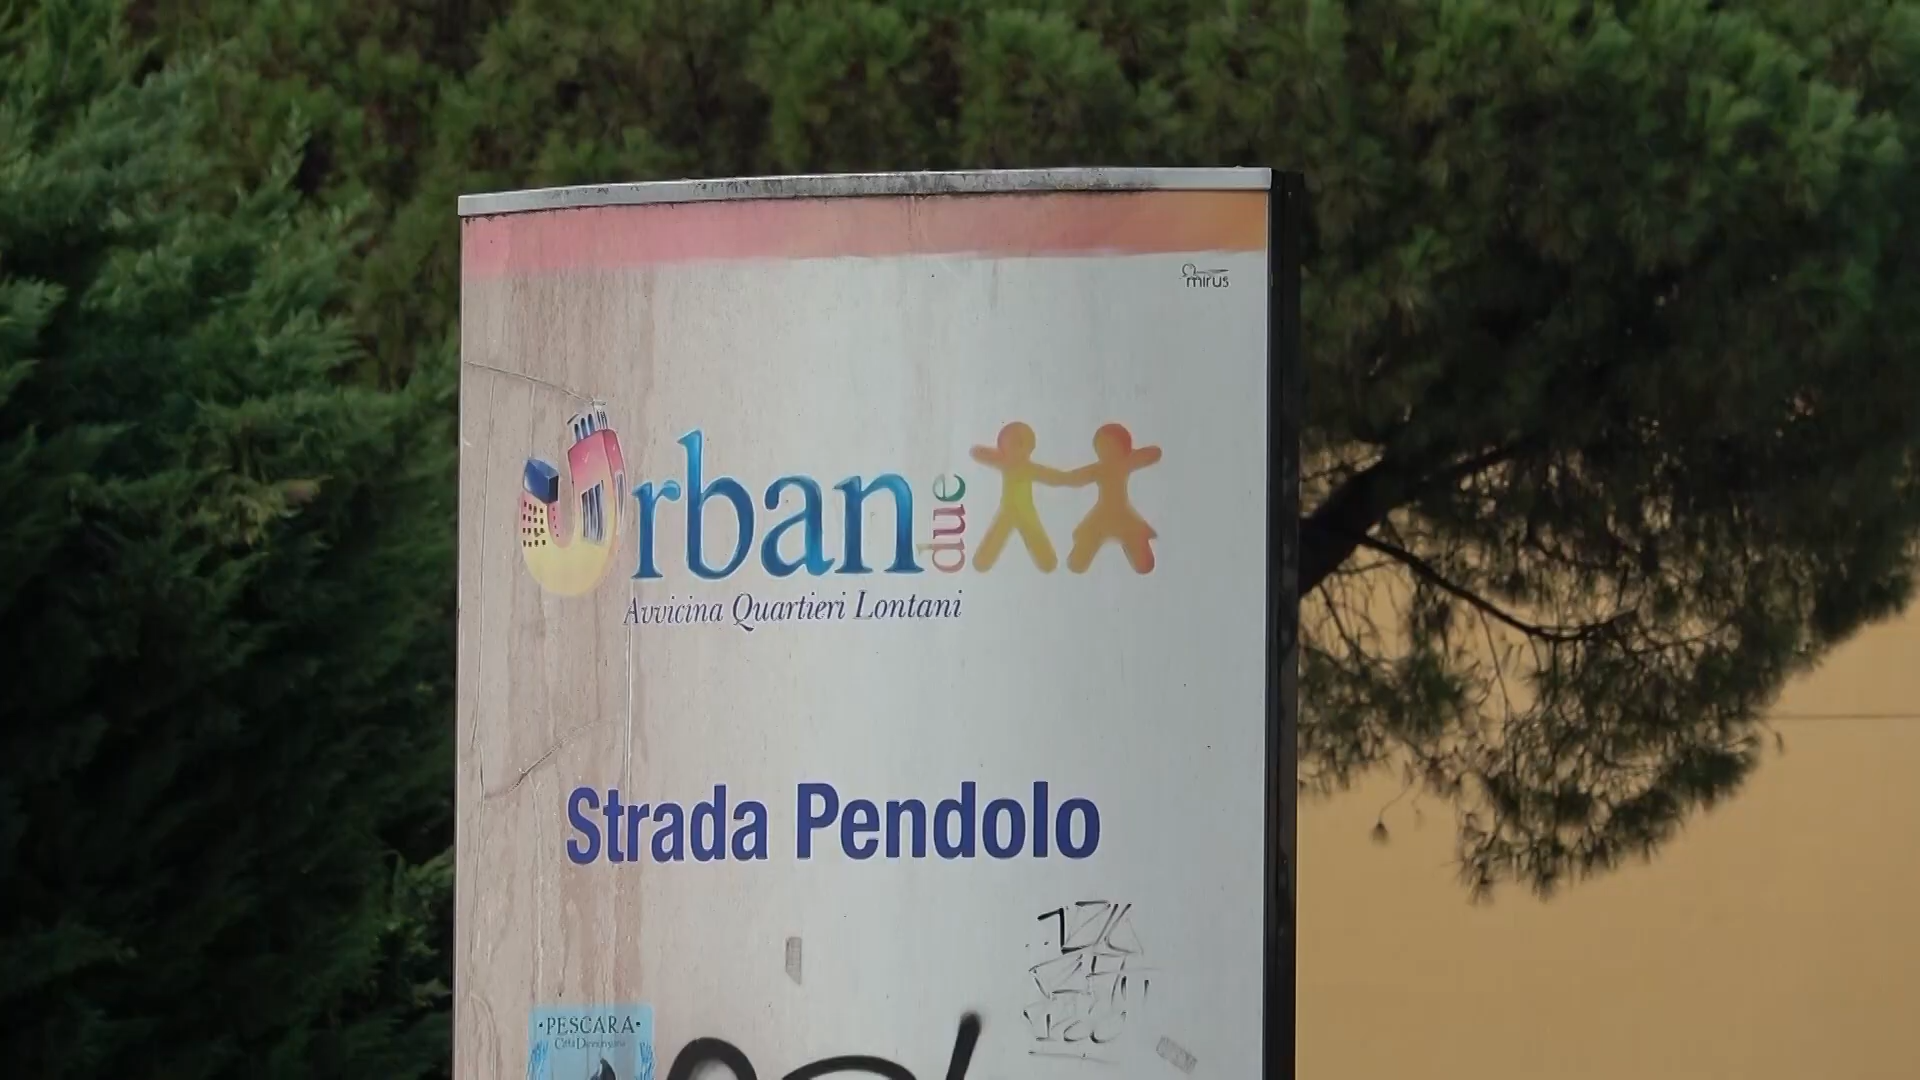 mirus
Urban due
Avvicina Quartieri Lontani
Strada Pendolo
·PESCARA·